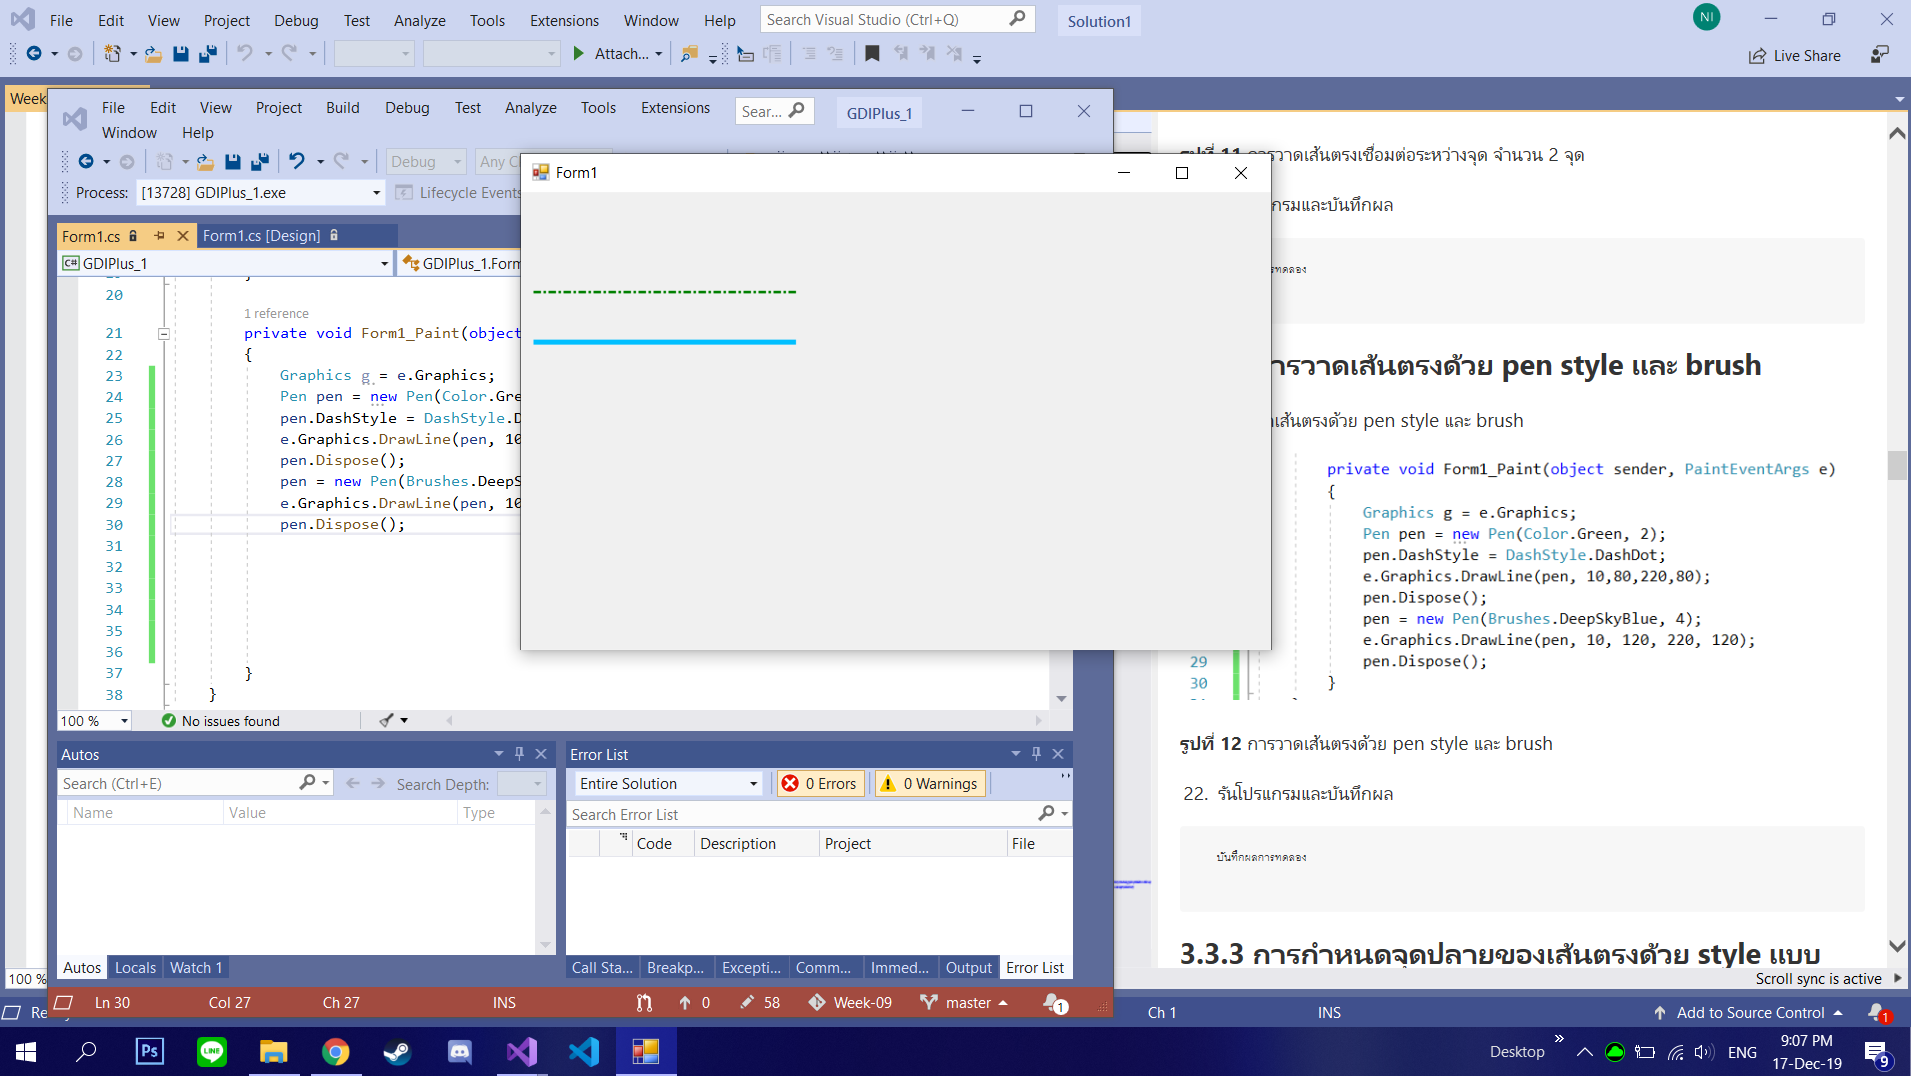 File Edit View Project Debug Test Analyze Tools Extensions Window Help Search Visual Studio (Ctrl+Q) Solution1 NI
Attach... Live Share
Week
File Edit View Project Build Debug Test Analyze Tools Extensions Sear... GDIPlus_1
Window Help
Debug Any C
Process: [13728] GDIPlus_1.exe Lifecycle Events
Form1.cs Form1.cs [Design]
C# GDIPlus_1 GDIPlus_1.Form
20
1 reference
21 private void Form1_Paint(object
22 {
23 Graphics g = e.Graphics;
24 Pen pen = new Pen(Color.Gre
25 pen.DashStyle = DashStyle.D
26 e.Graphics.DrawLine(pen, 10
27 pen.Dispose();
28 pen = new Pen(Brushes.DeepS
29 e.Graphics.DrawLine(pen, 10
30 pen.Dispose();
31
32
33
34
35
36
37 }
38 }
100 % No issues found
Form1
11 การวาดเส้นตรงเชื่อมต่อระหว่างจุด จำนวน 2 จุด
กรมและบันทึกผล
ารทดลอง
ารวาดเส้นตรงด้วย pen style และ brush
เส้นตรงด้วย pen style และ brush
private void Form1_Paint(object sender, PaintEventArgs e)
{
Graphics g = e.Graphics;
Pen pen = new Pen(Color.Green, 2);
pen.DashStyle = DashStyle.DashDot;
e.Graphics.DrawLine(pen, 10,80,220,80);
pen.Dispose();
pen = new Pen(Brushes.DeepSkyBlue, 4);
e.Graphics.DrawLine(pen, 10, 120, 220, 120);
29 pen.Dispose();
30 }
รูปที่ 12 การวาดเส้นตรงด้วย pen style และ brush
22. รันโปรแกรมและบันทึกผล
บันทึกผลการทดลอง
3.3.3 การกำหนดจุดปลายของเส้นตรงด้วย style แบบ
Autos
Search (Ctrl+E) Search Depth:
Name Value Type
Autos Locals Watch 1
Error List
Entire Solution 0 Errors 0 Warnings
Search Error List
Code Description Project File
Call Sta... Breakp... Excepti... Comm... Immed... Output Error List
100 % Scroll sync is active
Ln 30 Col 27 Ch 27 INS 0 58 Week-09 master 1
Re Ch 1 INS Add to Source Control 1
Ps LINE Desktop ENG 9:07 PM
17-Dec-19 9